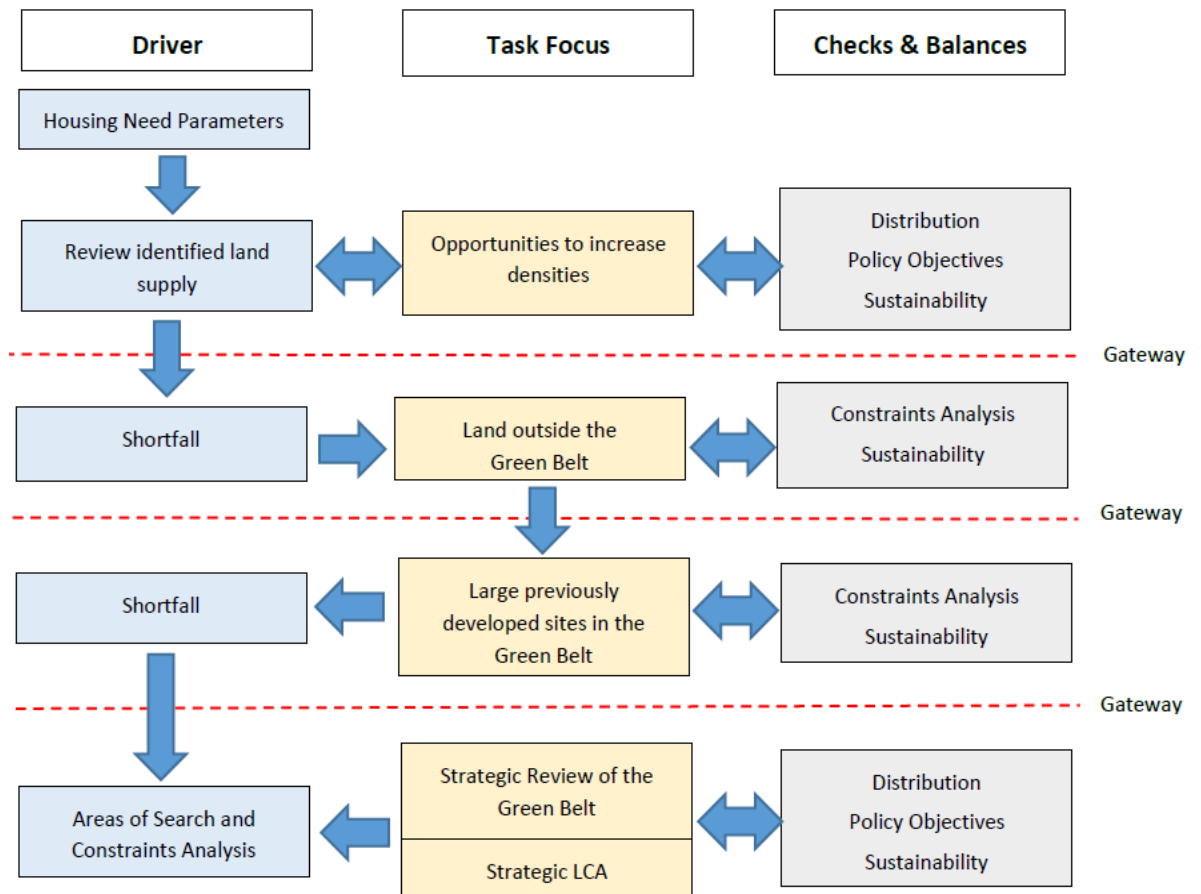 Driver
Task Focus
Checks & Balances
Housing Need Parameters
Review identified land
supply
Opportunities to increase
densities
Distribution
Policy Objectives
Sustainability
Gateway
Shortfall
Land outside the
Green Belt
Constraints Analysis
Sustainability
Gateway
Shortfall
Large previously
developed sites in the
Green Belt
Constraints Analysis
Sustainability
Gateway
Areas of Search and
Constraints Analysis
Strategic Review of the
Green Belt
Strategic LCA
Distribution
Policy Objectives
Sustainability